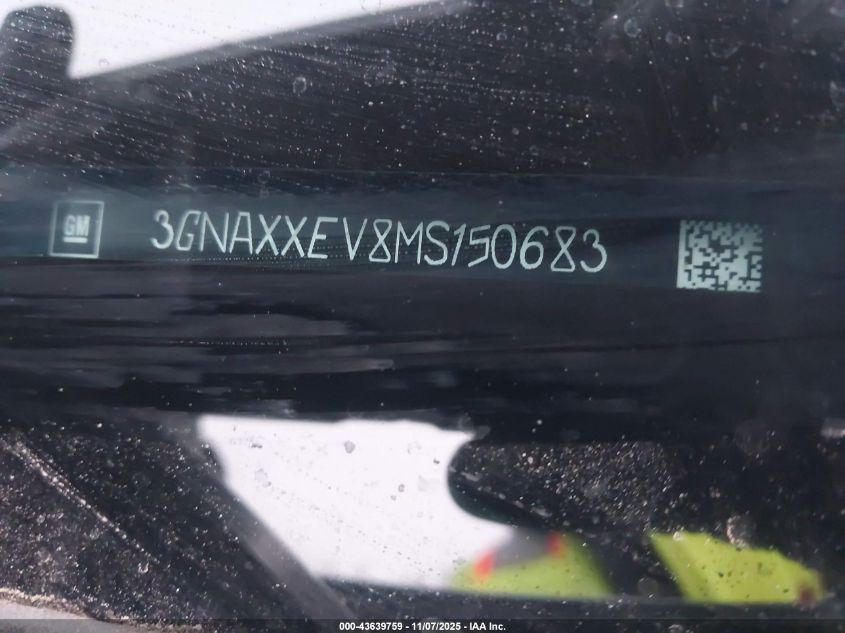 GM 3GNAXXEV8MS150683
000-43639759 - 11/07/2025 - IAA Inc.